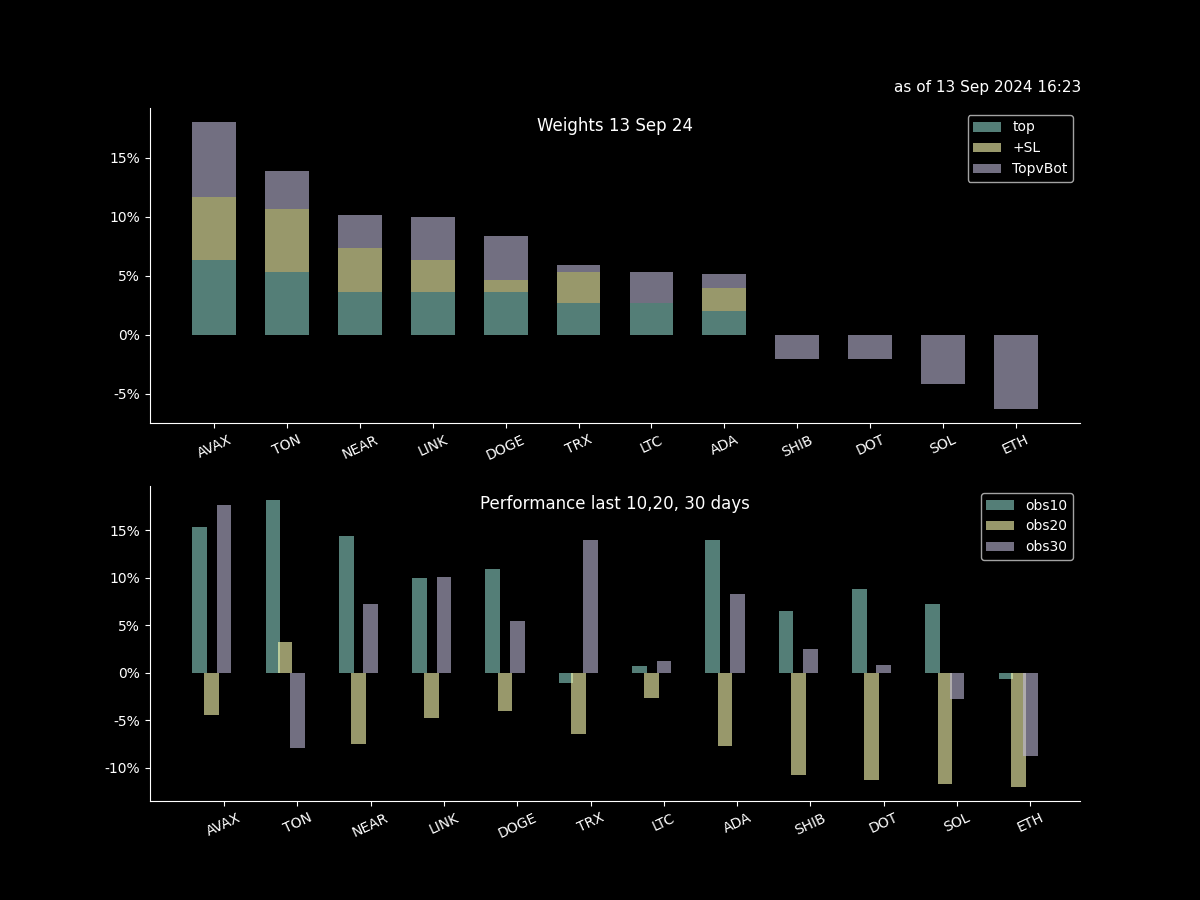 as of 13 Sep 2024 16:23
Weights 13 Sep 24
top
+SL
TopvBot
15%
10%
5%
0%
-5%
AVAX TON NEAR LINK DOGE TRX LTC ADA SHIB DOT SOL ETH
Performance last 10,20, 30 days
obs10
obs20
obs30
15%
10%
5%
0%
-5%
-10%
AVAX TON NEAR LINK DOGE TRX LTC ADA SHIB DOT SOL ETH